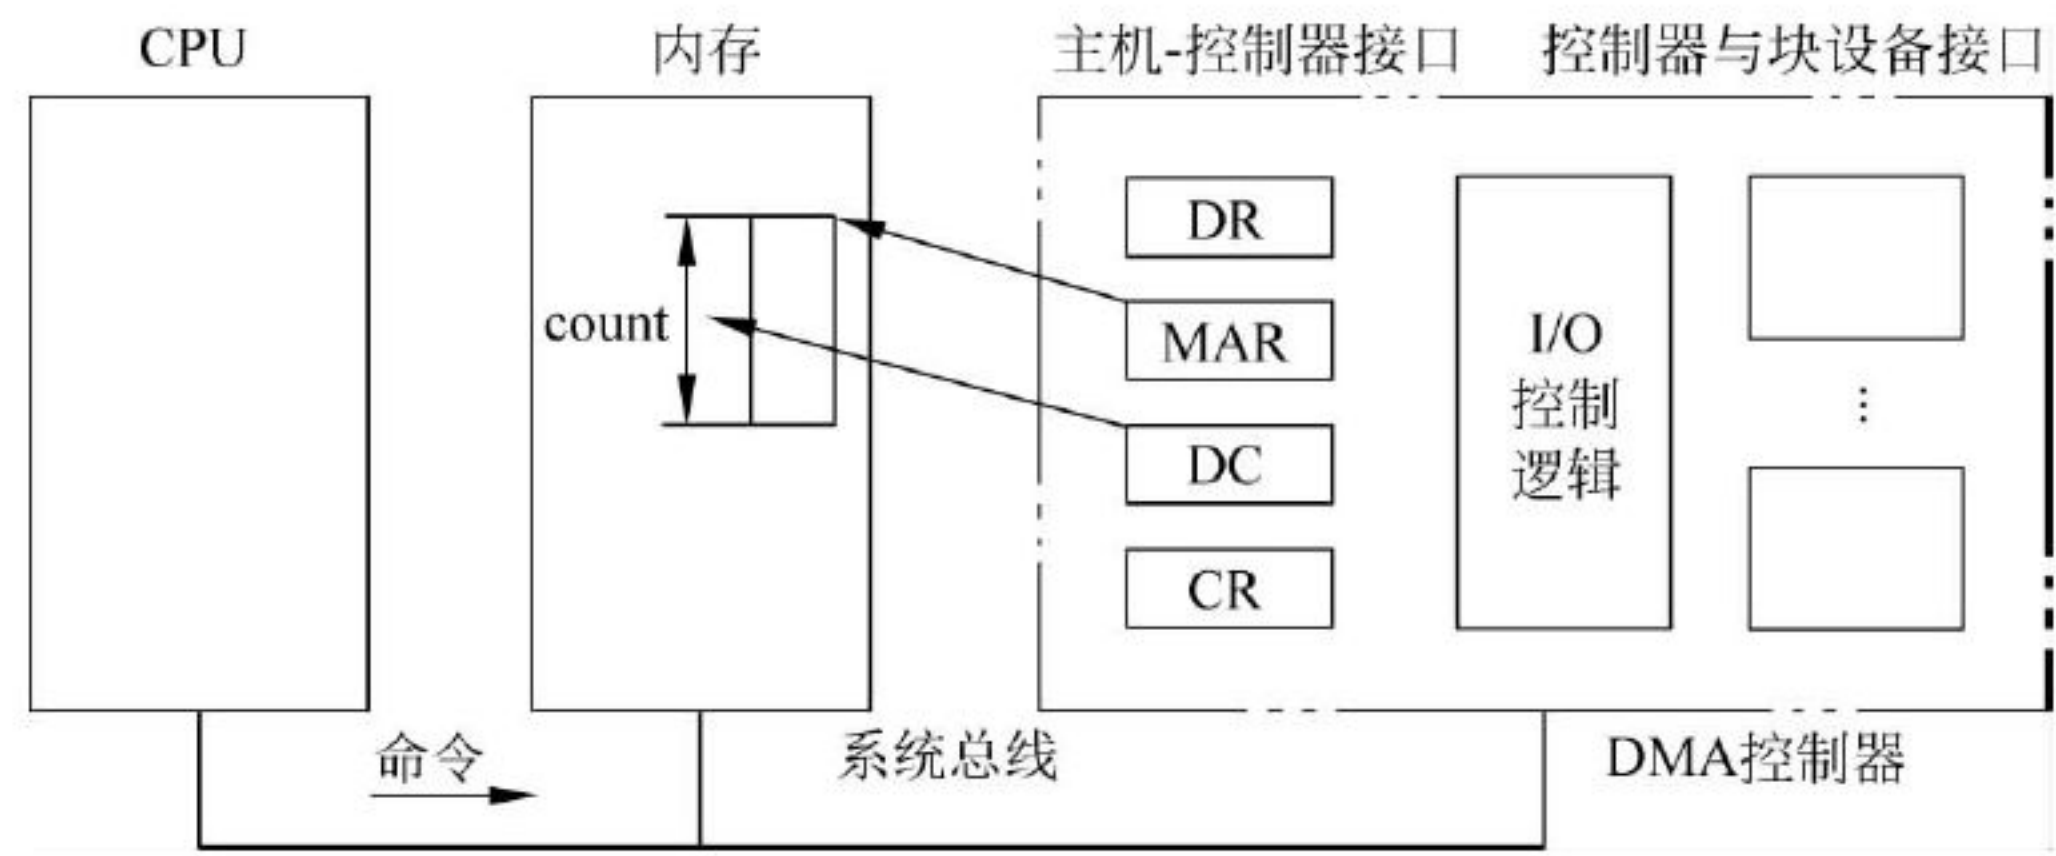 CPU
内存
主机-控制器接口
控制器与块设备接口
count
DR
MAR
DC
CR
I/O
控制
逻辑
⋮
命令
系统总线
DMA控制器